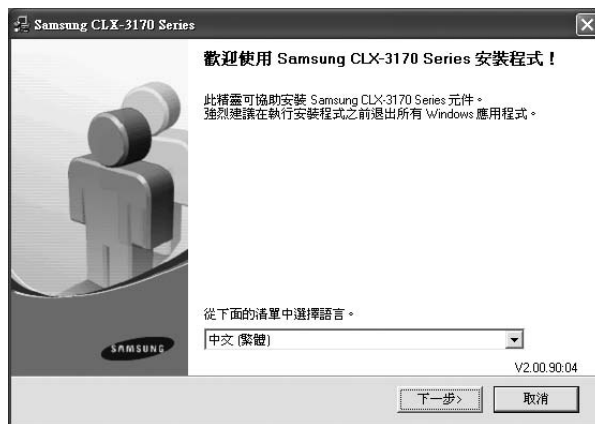 Samsung CLX-3170 Series
歡迎使用 Samsung CLX-3170 Series 安裝程式！
此精靈可協助安裝 Samsung CLX-3170 Series 元件。
強烈建議在執行安裝程式之前退出所有 Windows 應用程式。
從下面的清單中選擇語言。
中文 (繁體)
SAMSUNG
V2.00.90:04
下一步>
取消